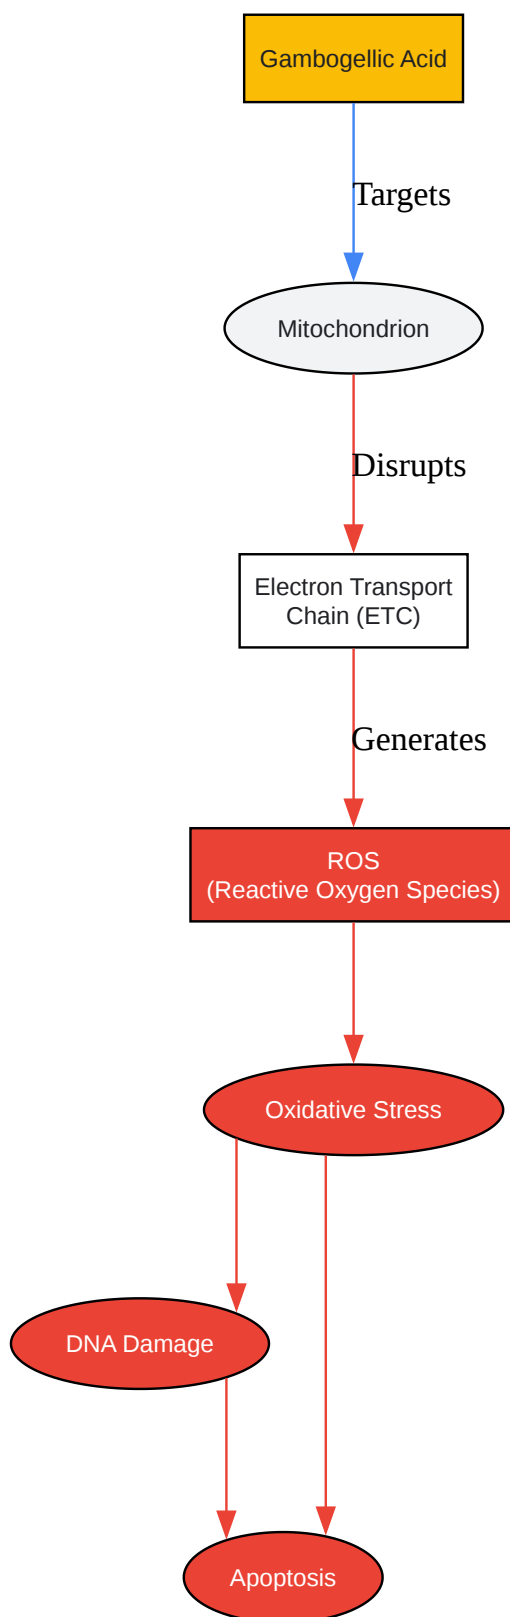 Gambogellic Acid
Targets
Mitochondrion
Disrupts
Electron Transport
Chain (ETC)
Generates
ROS
(Reactive Oxygen Species)
Oxidative Stress
DNA Damage
Apoptosis